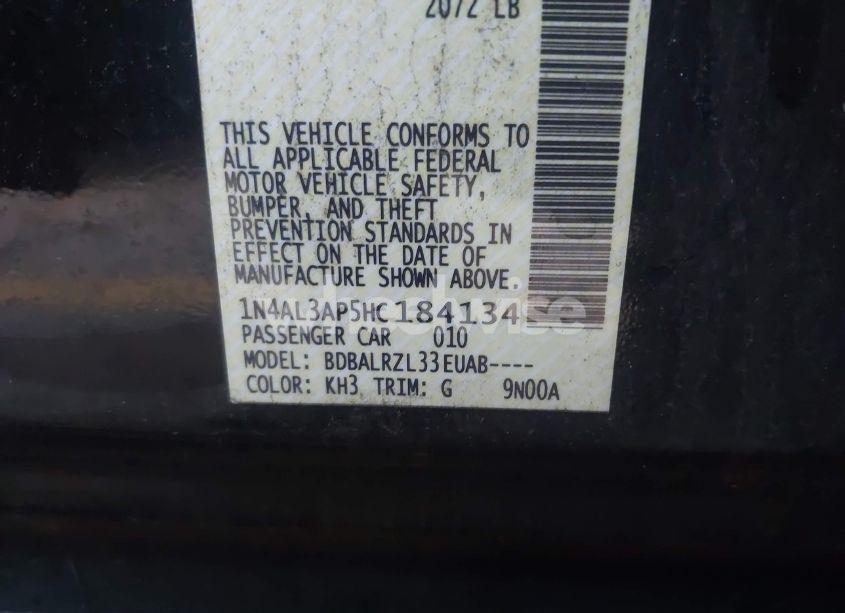 2072 LB
THIS VEHICLE CONFORMS TO
ALL APPLICABLE FEDERAL
MOTOR VEHICLE SAFETY,
BUMPER, AND THEFT
PREVENTION STANDARDS IN
EFFECT ON THE DATE OF
MANUFACTURE SHOWN ABOVE.
1N4AL3AP5HC184134
PASSENGER CAR 010
MODEL: BDBALRZL33EUAB----
COLOR: KH3 TRIM: G 9N00A